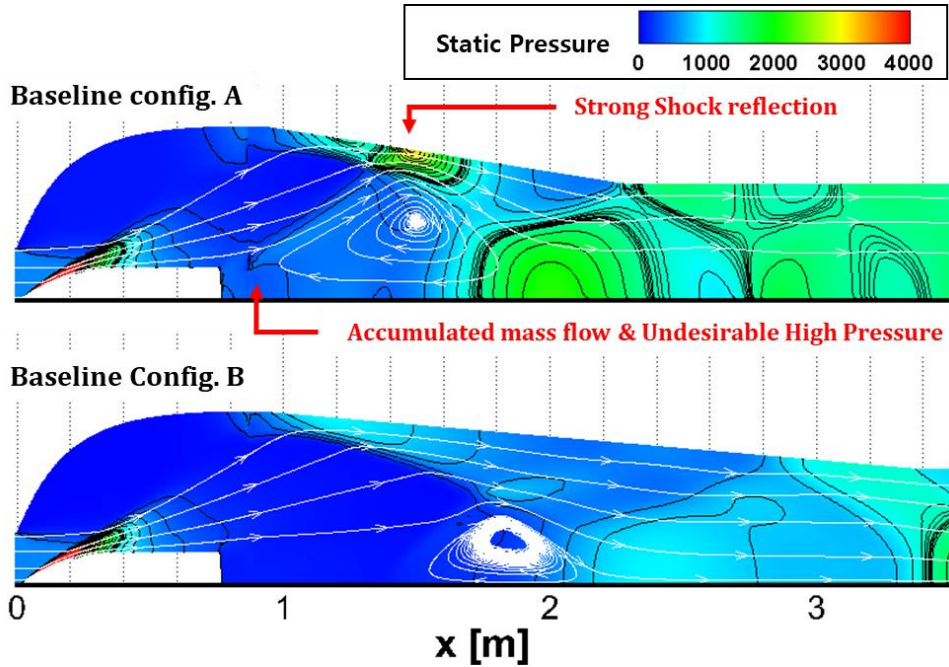 Static Pressure
0 1000 2000 3000 4000
Baseline config. A
Strong Shock reflection
Accumulated mass flow & Undesirable High Pressure
Baseline Config. B
0 1 2 3
x [m]